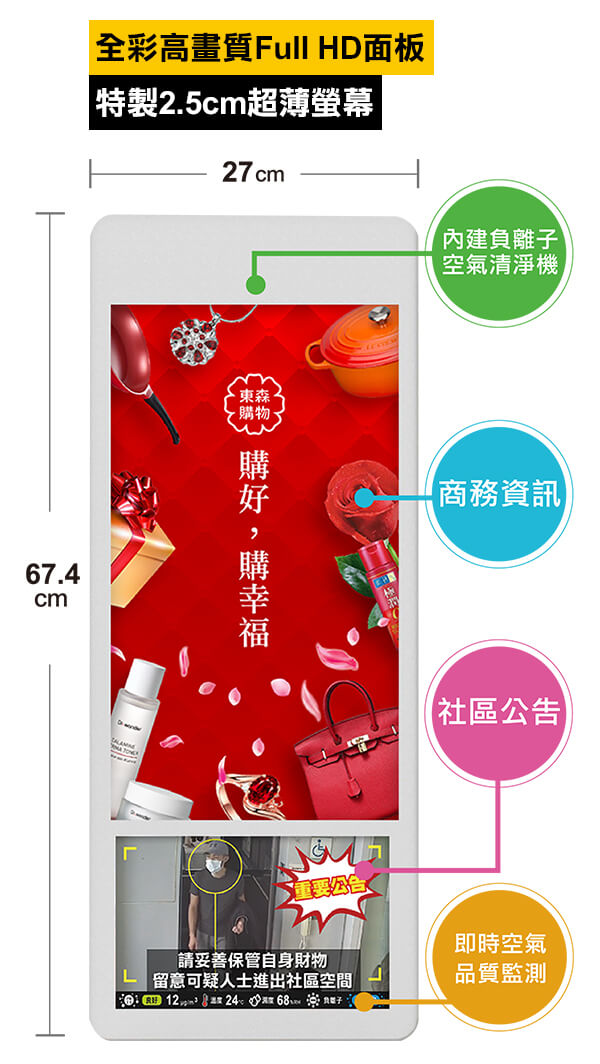 全彩高畫質Full HD面板
特製2.5cm超薄螢幕
27cm
內建負離子
空氣清淨機
東森
購物
購好，購幸福
商務資訊
67.4
cm
社區公告
Dr.wonder
Dr.wonder
重要公告
請妥善保管自身財物
留意可疑人士進出社區空間
即時空氣
品質監測
良好 12 μg/m³ 溫度 24°C 濕度 68%RH 負離子